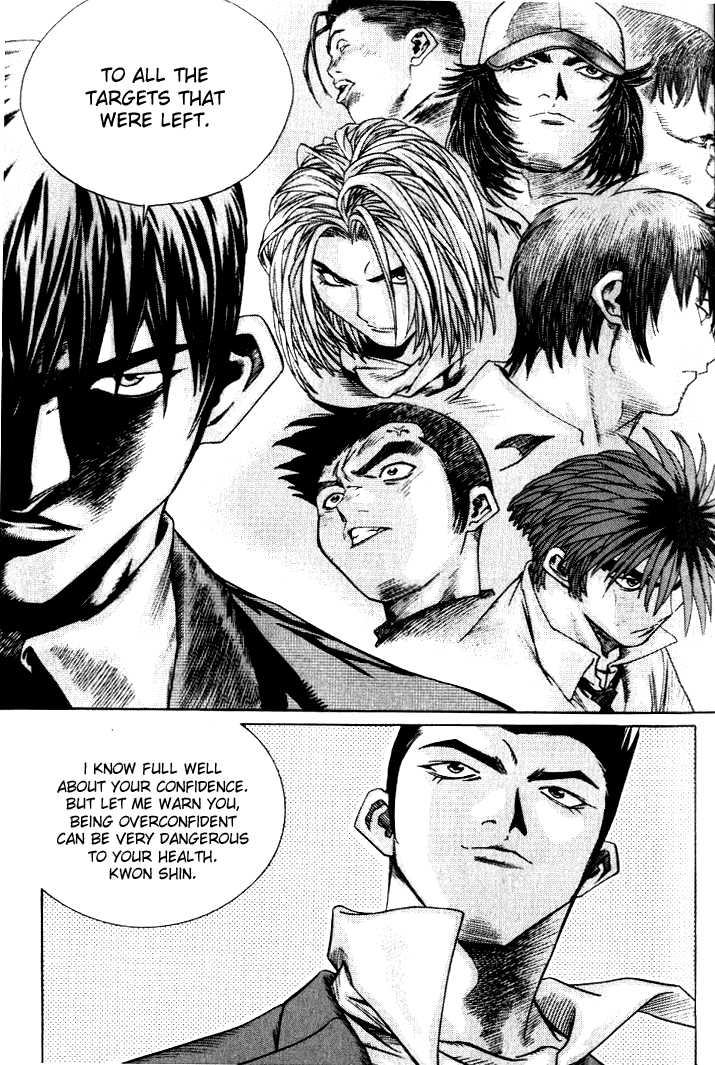 TO ALL THE
TARGETS THAT
WERE LEFT.
I KNOW FULL WELL
ABOUT YOUR CONFIDENCE.
BUT LET ME WARN YOU,
BEING OVERCONFIDENT
CAN BE VERY DANGEROUS
TO YOUR HEALTH.
KWON SHIN.